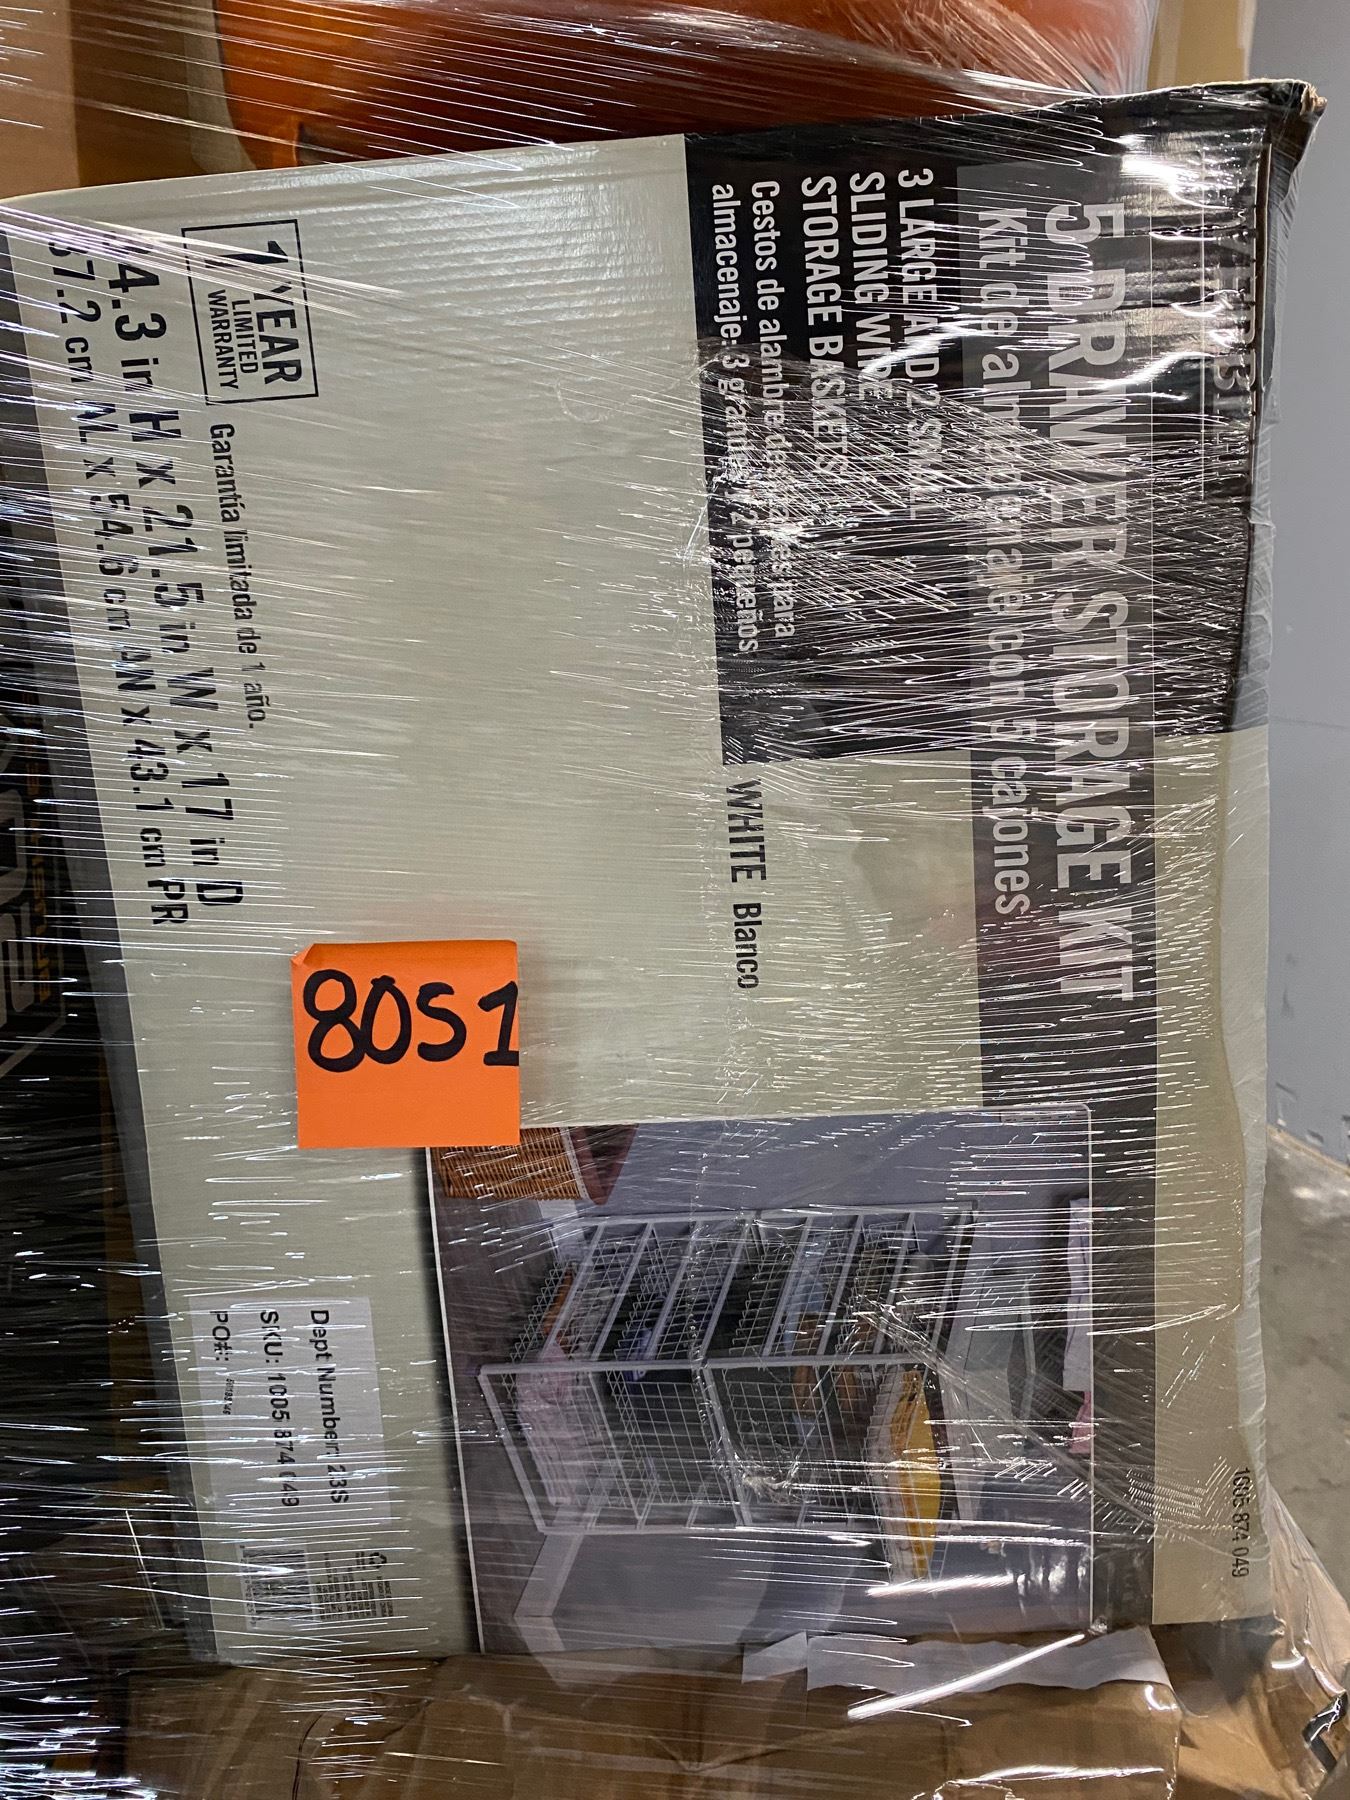 5 DRAWER STORAGE KIT
Kit de almacenaje con 5 cajones
3 LARGE AND 2 SMALL
SLIDING WIRE
STORAGE BASKETS
Cestos de alambre deslizantes para
almacenaje: 3 grandes y 2 pequeños
WHITE Blanco
1 YEAR
LIMITED
WARRANTY
Garantía limitada de 1 año.
4.3 in H x 21.5 in W x 17 in D
37.2 cm AL x 54.6 cm AN x 43.1 cm PR
80S1
Dept Number: 23S
SKU: 1005 874 049
PO#:
1005 874 049